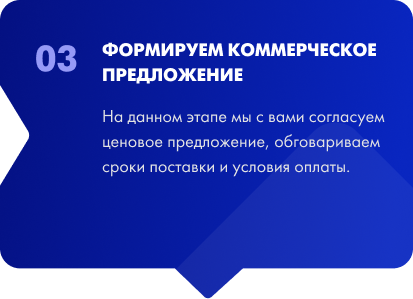 03
ФОРМИРУЕМ КОММЕРЧЕСКОЕ
ПРЕДЛОЖЕНИЕ
На данном этапе мы с вами согласуем
ценовое предложение, обговариваем
сроки поставки и условия оплаты.